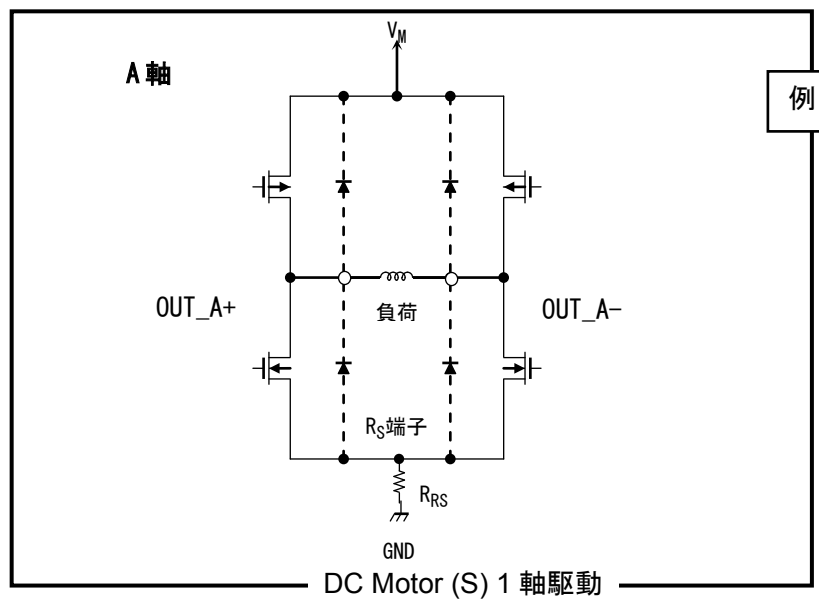 V_M
A 軸
例
OUT_A+
負荷
OUT_A-
R_S端子
R_RS
GND
DC Motor (S) 1 軸駆動